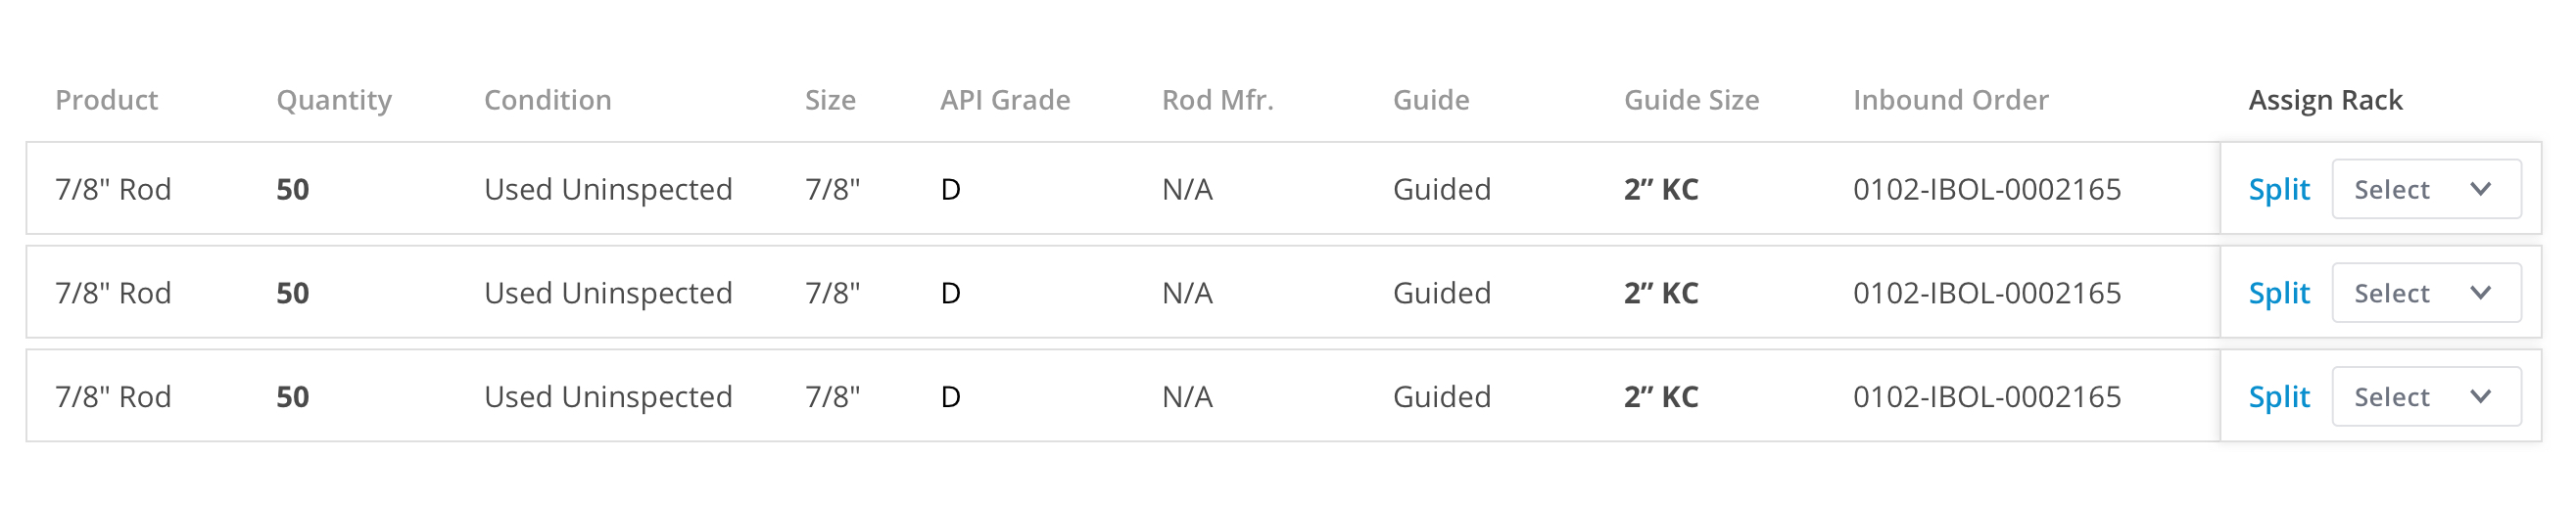 Product Quantity Condition Size API Grade Rod Mfr. Guide Guide Size Inbound Order Assign Rack
7/8" Rod 50 Used Uninspected 7/8" D N/A Guided 2” KC 0102-IBOL-0002165 Split Select
7/8" Rod 50 Used Uninspected 7/8" D N/A Guided 2” KC 0102-IBOL-0002165 Split Select
7/8" Rod 50 Used Uninspected 7/8" D N/A Guided 2” KC 0102-IBOL-0002165 Split Select